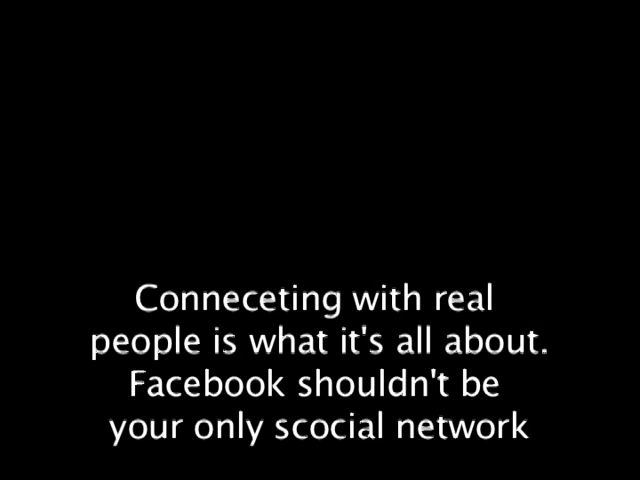 Conneceting with real
people is what it's all about.
Facebook shouldn't be
your only scocial network